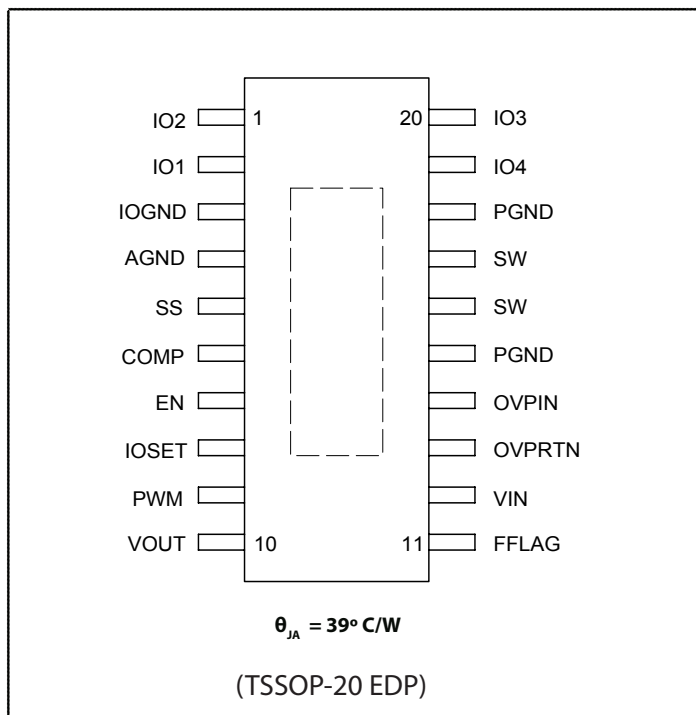 IO2 1 20 IO3
IO1 IO4
IOGND PGND
AGND SW
SS SW
COMP PGND
EN OVPIN
IOSET OVPRTN
PWM VIN
VOUT 10 11 FFLAG
θJA = 39º C/W
(TSSOP-20 EDP)